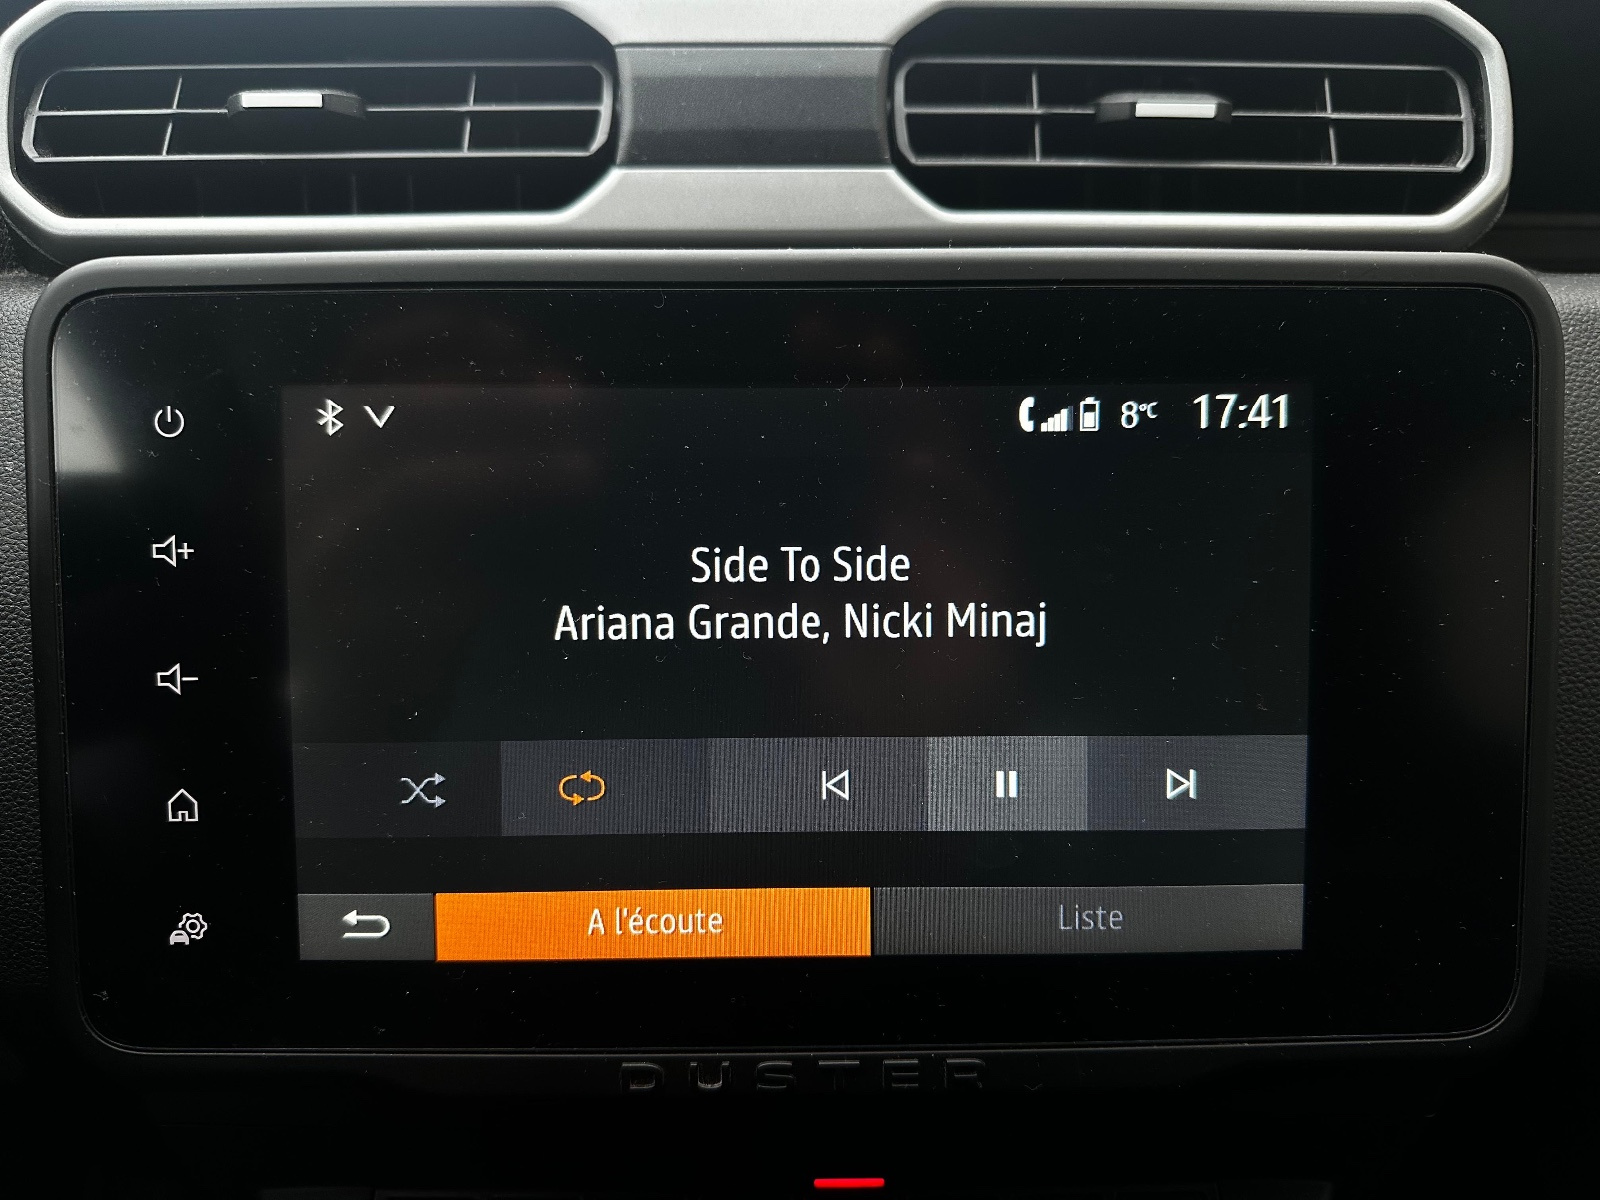 8°C 17:41
Side To Side
Ariana Grande, Nicki Minaj
A l'écoute
Liste
DUSTER